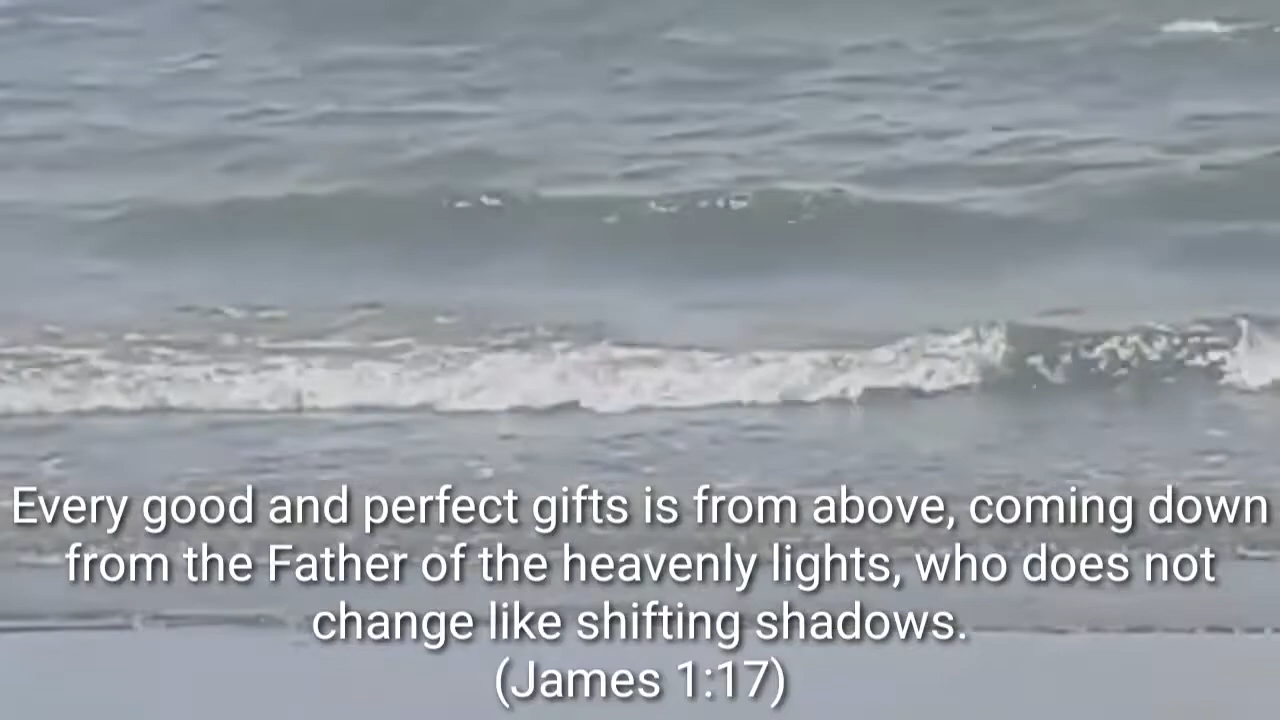 Every good and perfect gifts is from above, coming down
from the Father of the heavenly lights, who does not
change like shifting shadows.
(James 1:17)